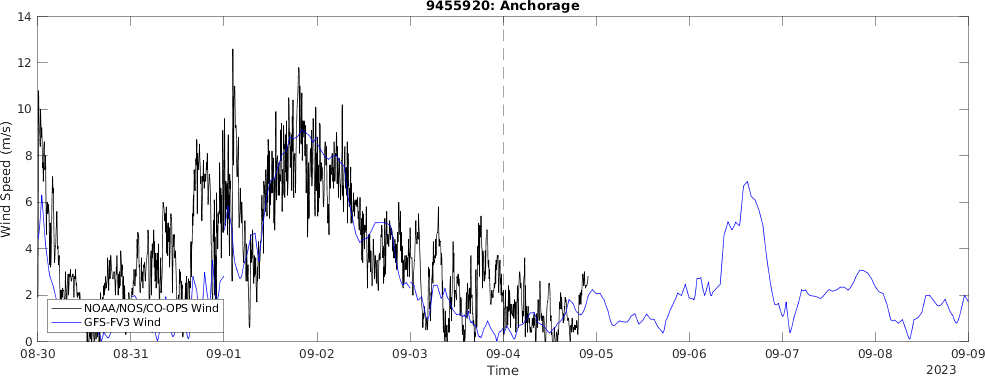 9455920: Anchorage
14
12
10
8
6
4
2
0
Wind Speed (m/s)
NOAA/NOS/CO-OPS Wind
GFS-FV3 Wind
08-30 08-31 09-01 09-02 09-03 09-04 09-05 09-06 09-07 09-08 09-09
Time
2023